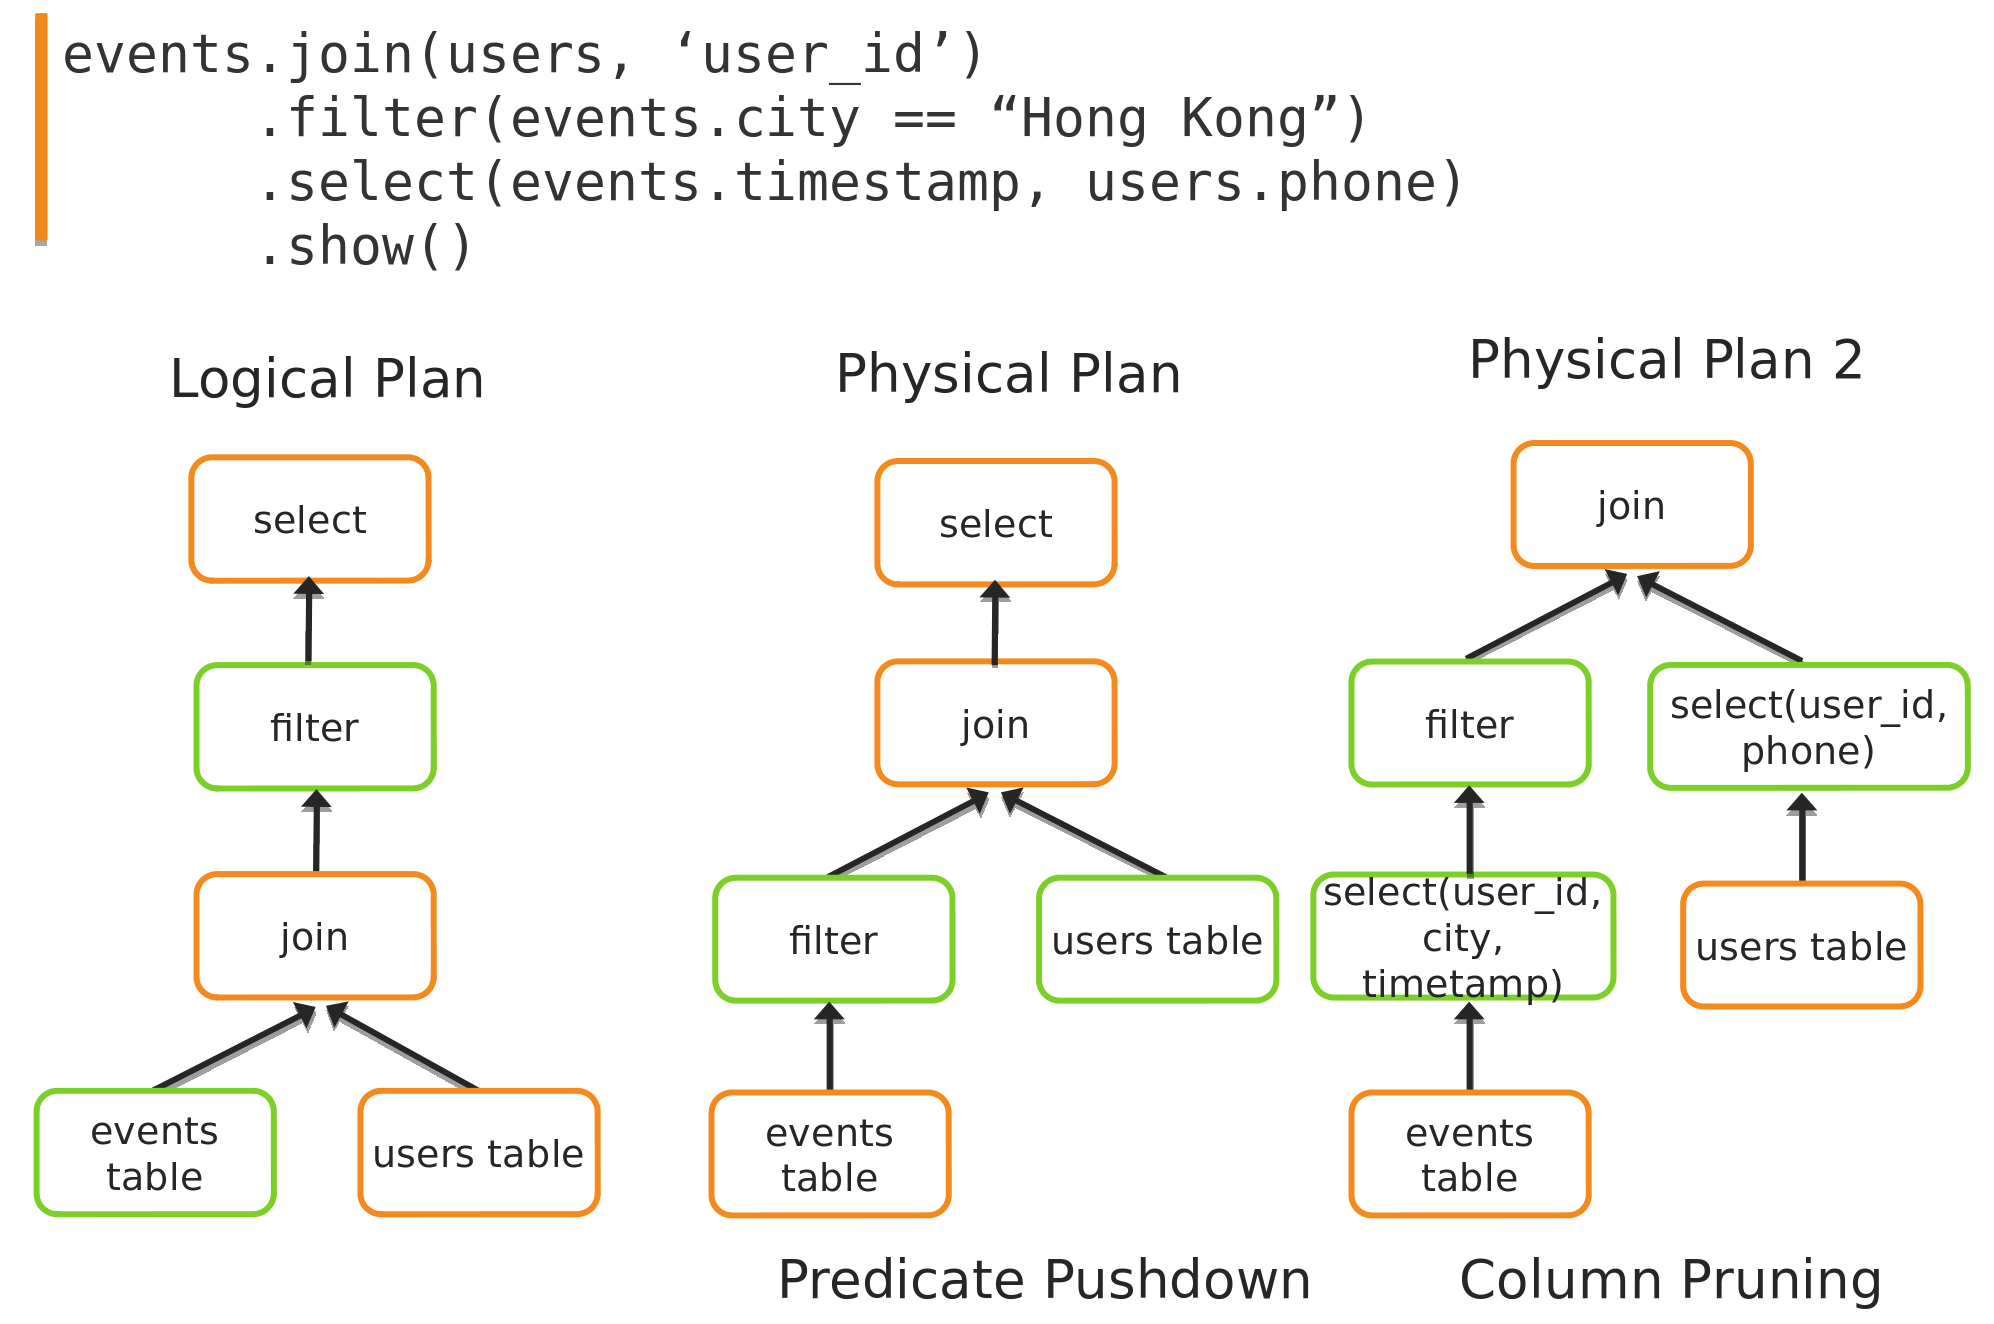 events.join(users, ‘user_id’)
.filter(events.city == “Hong Kong”)
.select(events.timestamp, users.phone)
.show()
Logical Plan
select
filter
join
events
table
users table
Physical Plan
select
join
filter
users table
events
table
Predicate Pushdown
Physical Plan 2
join
filter
select(user_id,
phone)
select(user_id,
city,
timetamp)
users table
events
table
Column Pruning